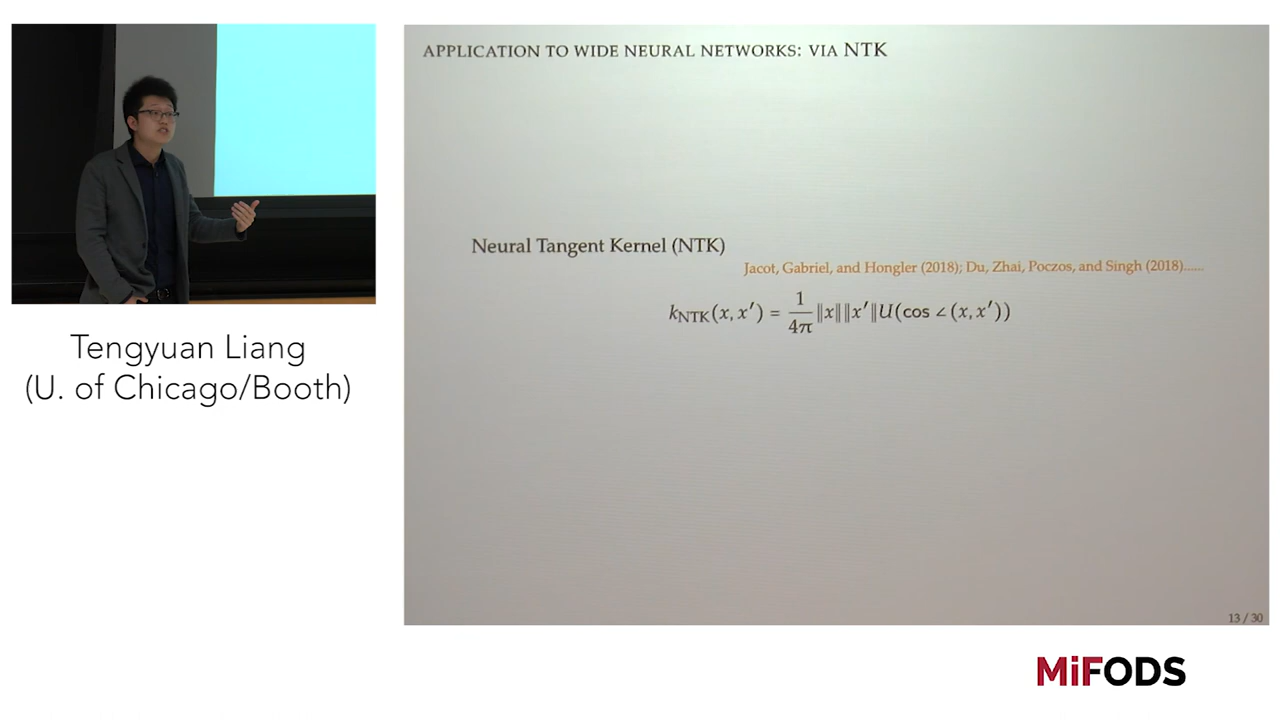 APPLICATION TO WIDE NEURAL NETWORKS: VIA NTK
Neural Tangent Kernel (NTK)
Jacot, Gabriel, and Hongler (2018); Du, Zhai, Poczos, and Singh (2018)......
k_NTK(x, x′) = 1/4π ‖x‖‖x′‖U(cos ∠(x, x′))
13 / 30
Tengyuan Liang
(U. of Chicago/Booth)
MiFODS